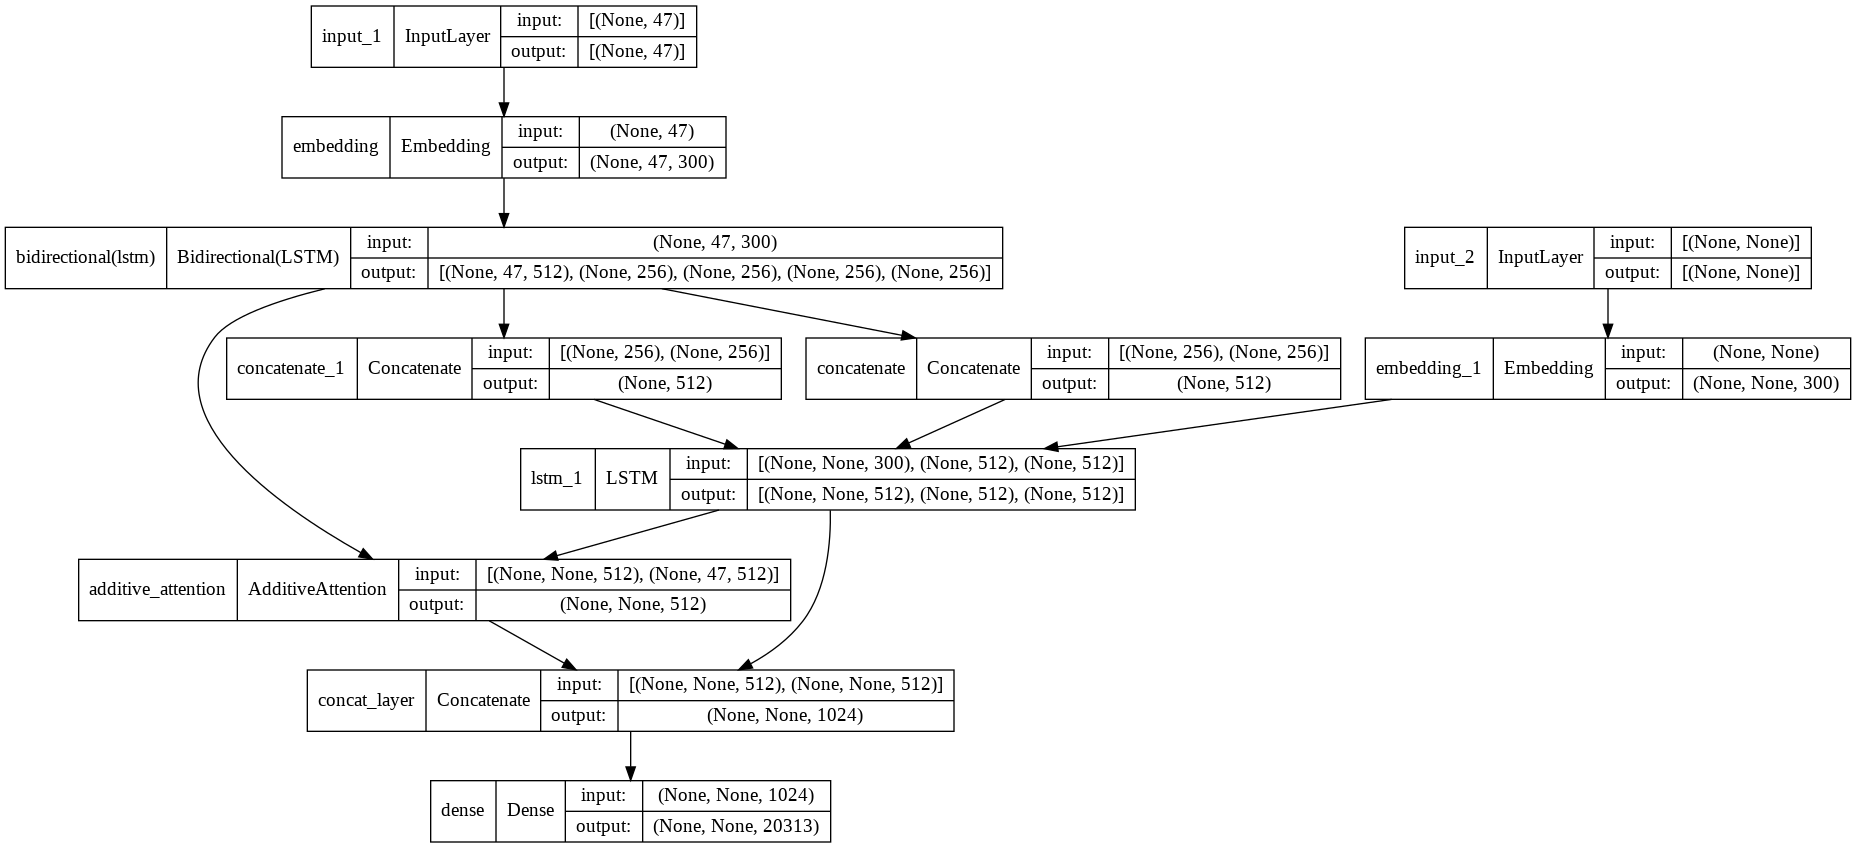 input_1 InputLayer input: [(None, 47)]
output: [(None, 47)]
embedding Embedding input: (None, 47)
output: (None, 47, 300)
bidirectional(lstm) Bidirectional(LSTM) input: (None, 47, 300)
output: [(None, 47, 512), (None, 256), (None, 256), (None, 256), (None, 256)]
input_2 InputLayer input: [(None, None)]
output: [(None, None)]
concatenate_1 Concatenate input: [(None, 256), (None, 256)]
output: (None, 512)
concatenate Concatenate input: [(None, 256), (None, 256)]
output: (None, 512)
embedding_1 Embedding input: (None, None)
output: (None, None, 300)
lstm_1 LSTM input: [(None, None, 300), (None, 512), (None, 512)]
output: [(None, None, 512), (None, 512), (None, 512)]
additive_attention AdditiveAttention input: [(None, None, 512), (None, 47, 512)]
output: (None, None, 512)
concat_layer Concatenate input: [(None, None, 512), (None, None, 512)]
output: (None, None, 1024)
dense Dense input: (None, None, 1024)
output: (None, None, 20313)